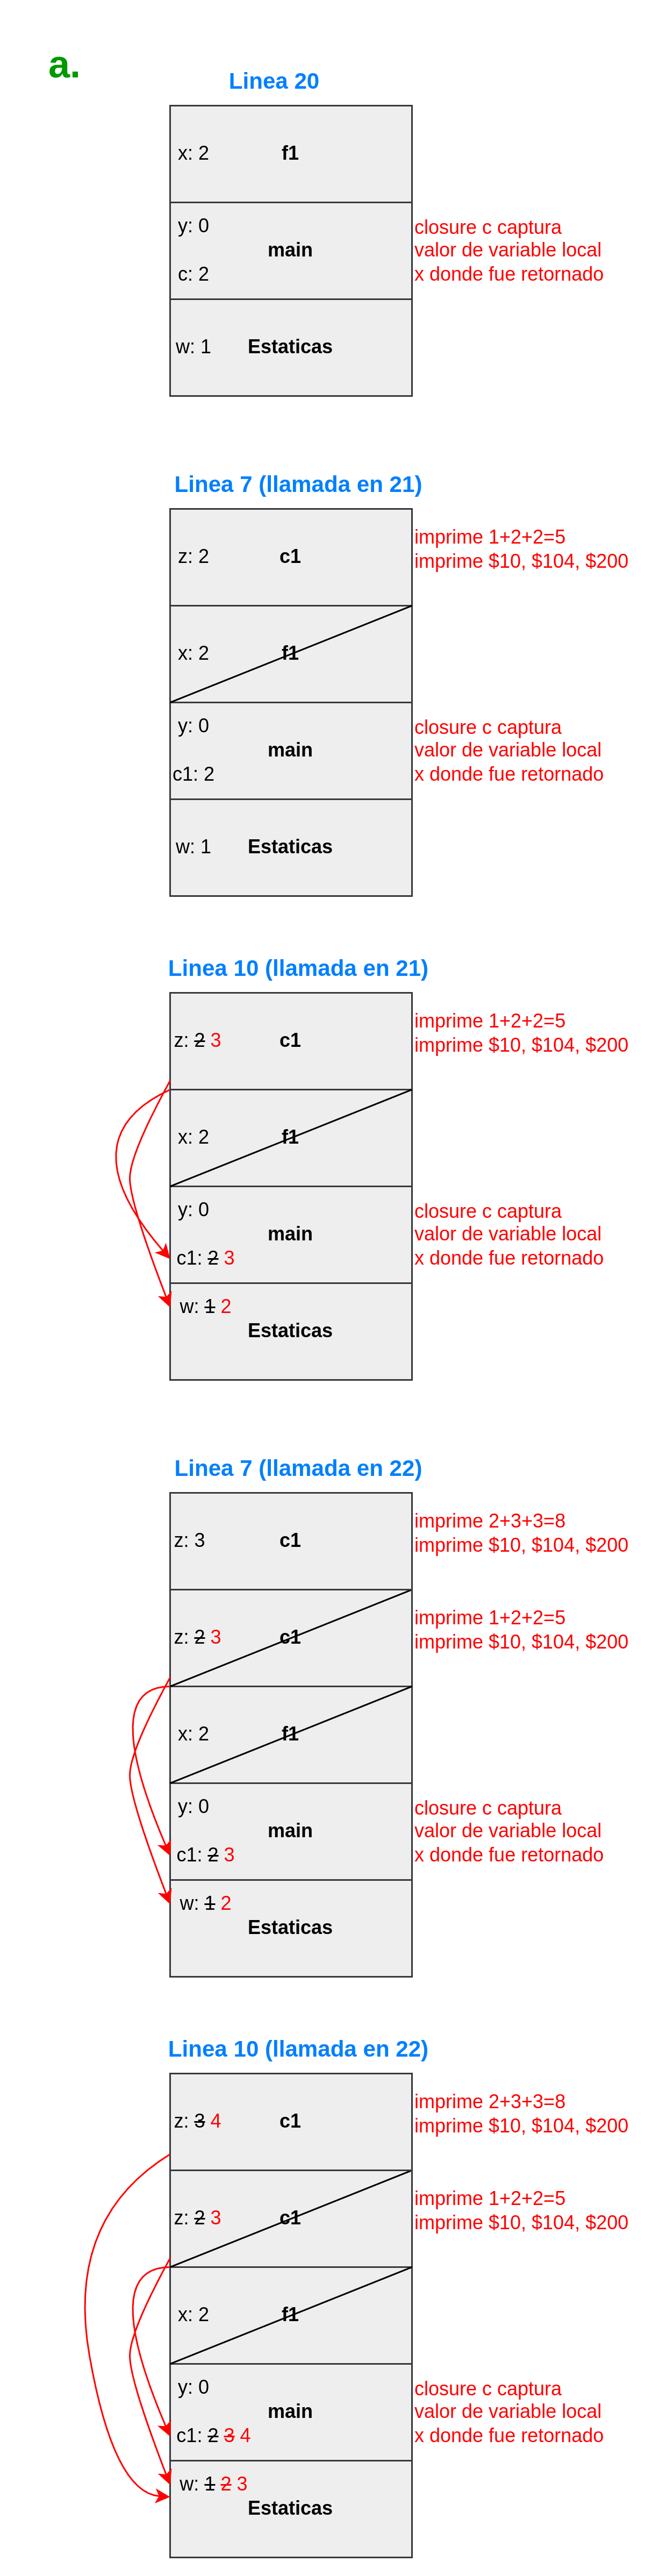 a.
Linea 20
x: 2 f1
y: 0
main
c: 2
closure c captura
valor de variable local
x donde fue retornado
w: 1 Estaticas
Linea 7 (llamada en 21)
z: 2 c1
imprime 1+2+2=5
imprime $10, $104, $200
x: 2 f1
y: 0
main
c1: 2
closure c captura
valor de variable local
x donde fue retornado
w: 1 Estaticas
Linea 10 (llamada en 21)
z: 2 3 c1
imprime 1+2+2=5
imprime $10, $104, $200
x: 2 f1
y: 0
main
c1: 2 3
closure c captura
valor de variable local
x donde fue retornado
w: 1 2
Estaticas
Linea 7 (llamada en 22)
z: 3 c1
imprime 2+3+3=8
imprime $10, $104, $200
z: 2 3 c1
imprime 1+2+2=5
imprime $10, $104, $200
x: 2 f1
y: 0
main
c1: 2 3
closure c captura
valor de variable local
x donde fue retornado
w: 1 2
Estaticas
Linea 10 (llamada en 22)
z: 3 4 c1
imprime 2+3+3=8
imprime $10, $104, $200
z: 2 3 c1
imprime 1+2+2=5
imprime $10, $104, $200
x: 2 f1
y: 0
main
c1: 2 3 4
closure c captura
valor de variable local
x donde fue retornado
w: 1 2 3
Estaticas